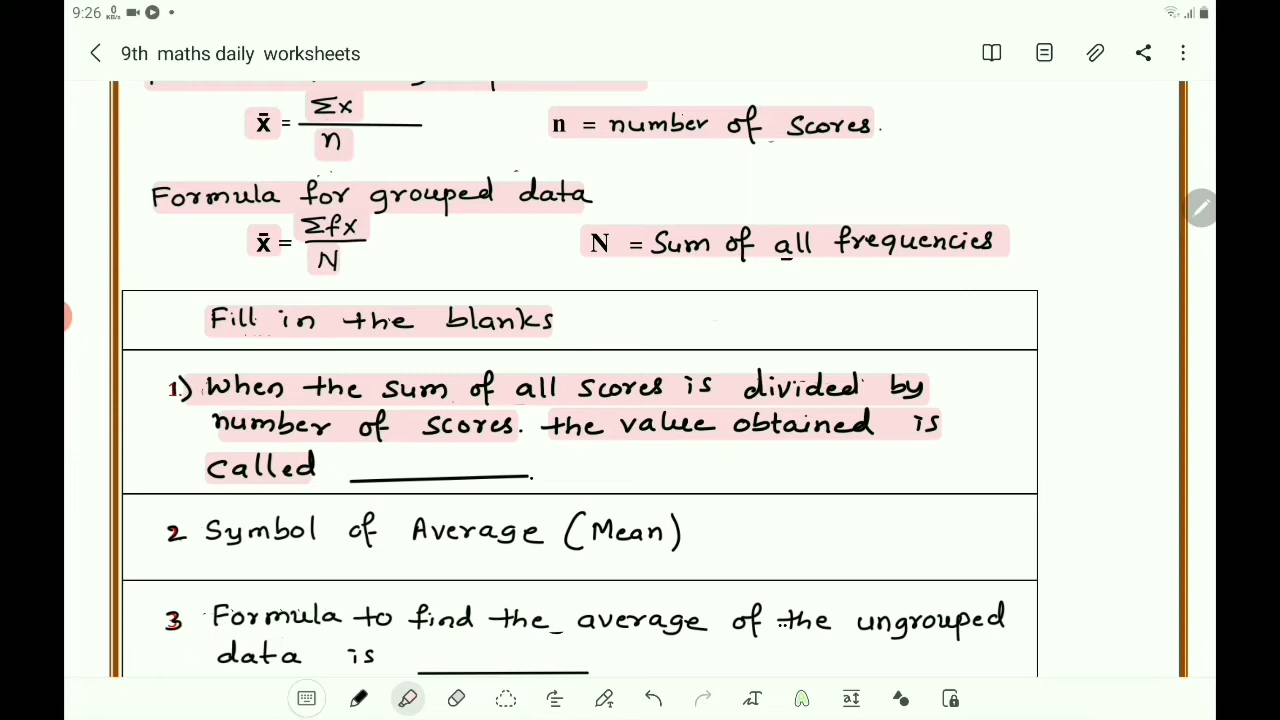 9:26 0 KB/s
9th maths daily worksheets
x̄ = Σx
n
n = number of scores.
Formula for grouped data
x̄ = Σfx
N
N = Sum of all frequencies
Fill in the blanks
1) When the sum of all scores is divided by
number of scores. the value obtained is
called ________.
2 Symbol of Average (Mean)
3 Formula to find the average of the ungrouped
data is ________